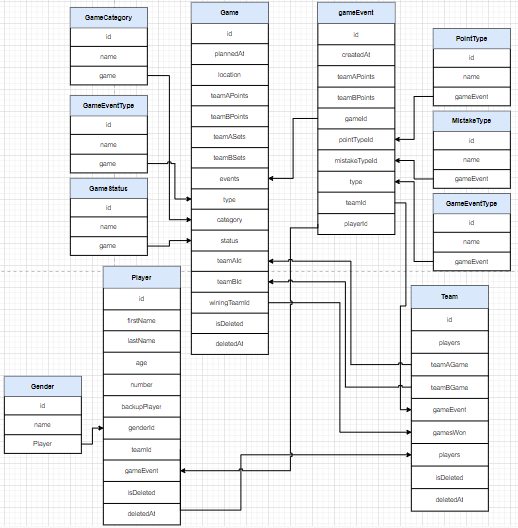 GameCategory
id
name
game
GameEventType
id
name
game
GameStatus
id
name
game
Game
id
plannedAt
location
teamAPoints
teamBPoints
teamASets
teamBSets
events
type
category
status
teamAId
teamBId
winingTeamId
isDeleted
deletedAt
gameEvent
id
createdAt
teamAPoints
teamBPoints
gameId
pointTypeId
mistakeTypeId
type
teamId
playerId
PointType
id
name
gameEvent
MistakeType
id
name
gameEvent
GameEventType
id
name
gameEvent
Player
id
firstName
lastName
age
number
backupPlayer
genderId
teamId
gameEvent
isDeleted
deletedAt
Gender
id
name
Player
Team
id
players
teamAGame
teamBGame
gameEvent
gamesWon
players
isDeleted
deletedAt